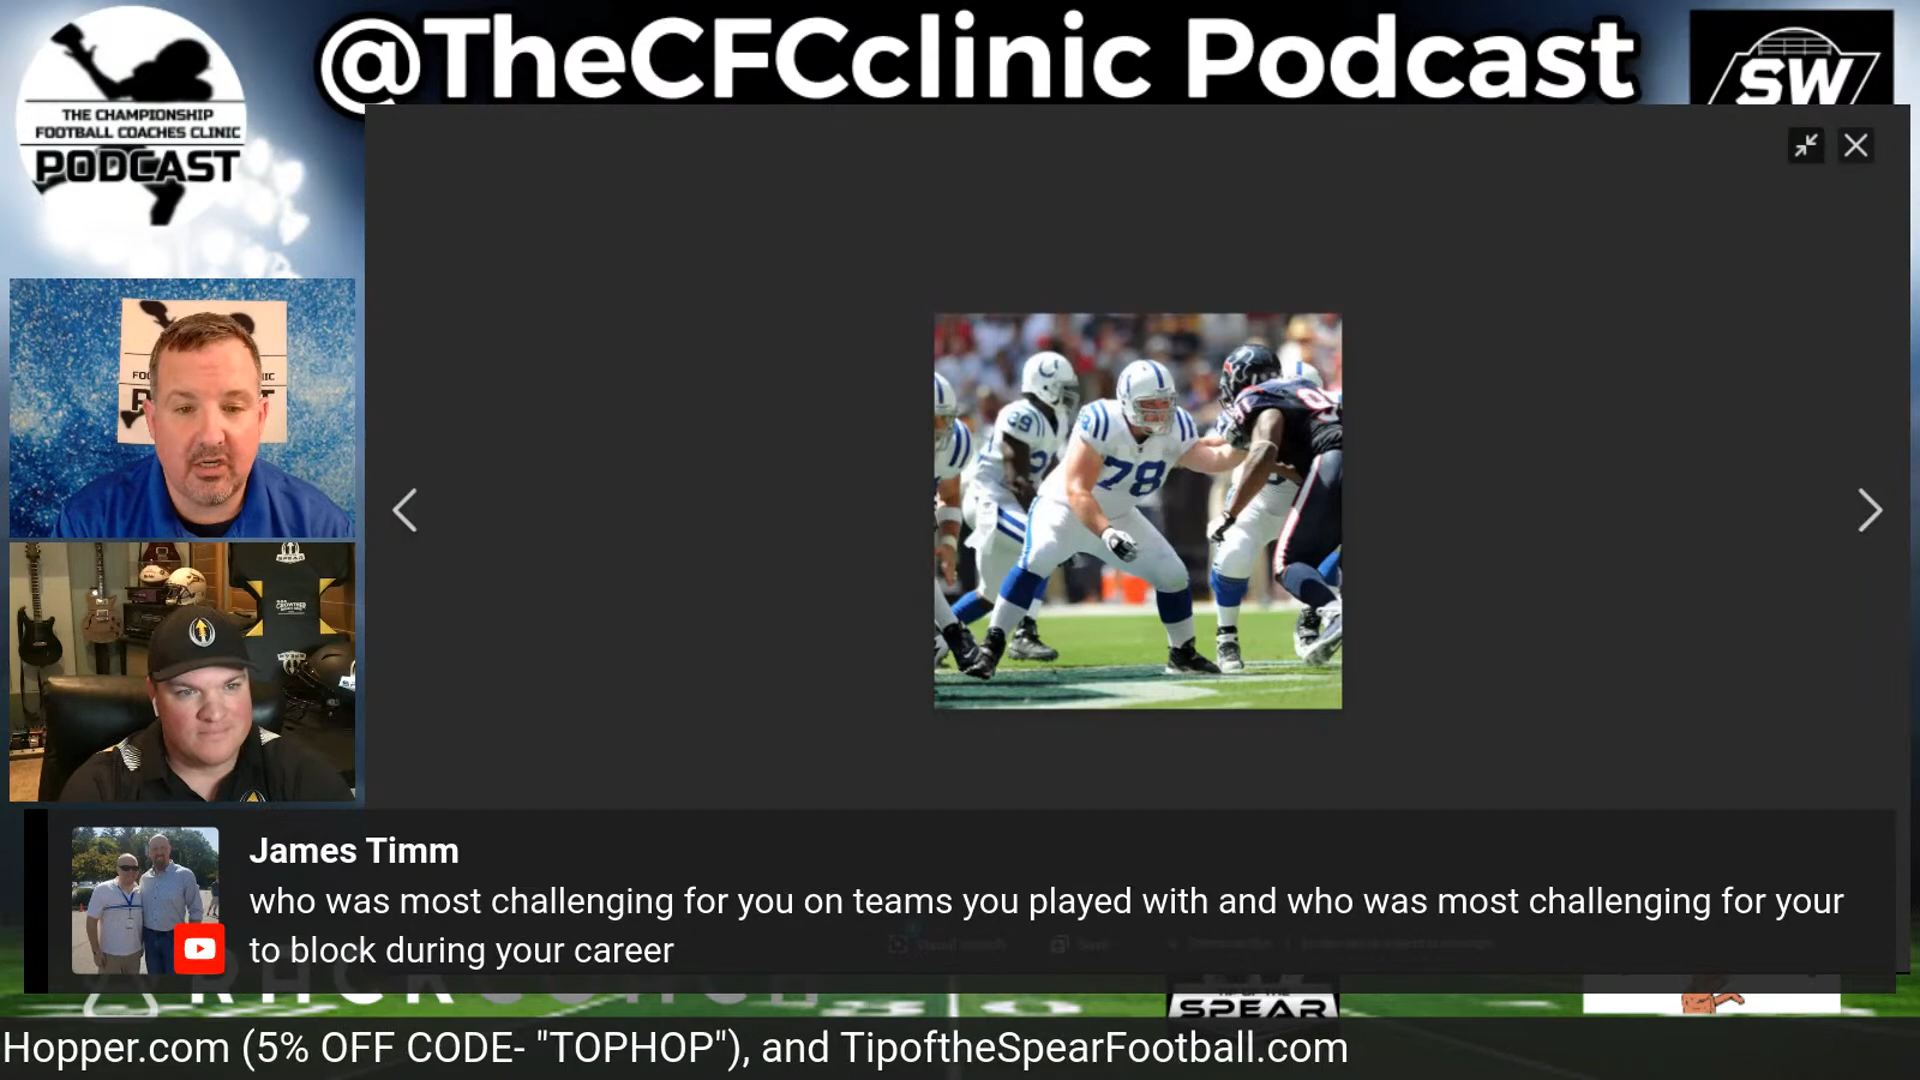 @TheCFCclinic Podcast
SW
THE CHAMPIONSHIP
FOOTBALL COACHES CLINIC
PODCAST
78
James Timm
who was most challenging for you on teams you played with and who was most challenging for your
to block during your career
SPEAR
Hopper.com (5% OFF CODE- "TOPHOP"), and TipoftheSpearFootball.com